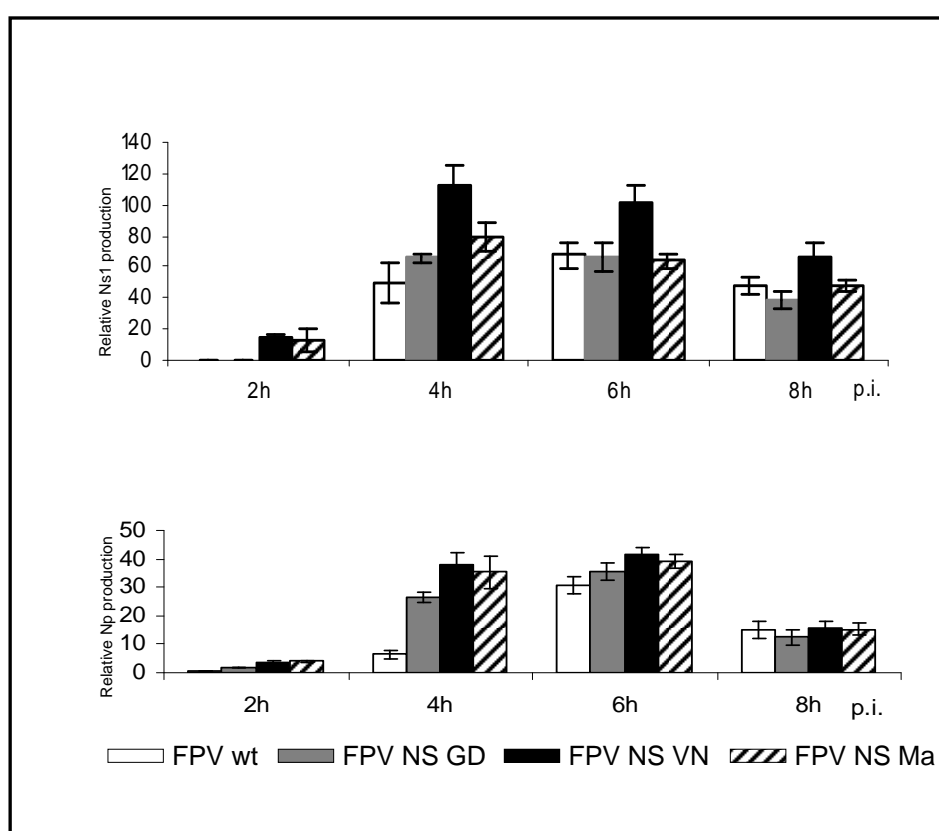 Relative Ns1 production
140
120
100
80
60
40
20
0
2h 4h 6h 8h p.i.
Relative Np production
50
40
30
20
10
0
2h 4h 6h 8h p.i.
FPV wt FPV NS GD FPV NS VN FPV NS Ma